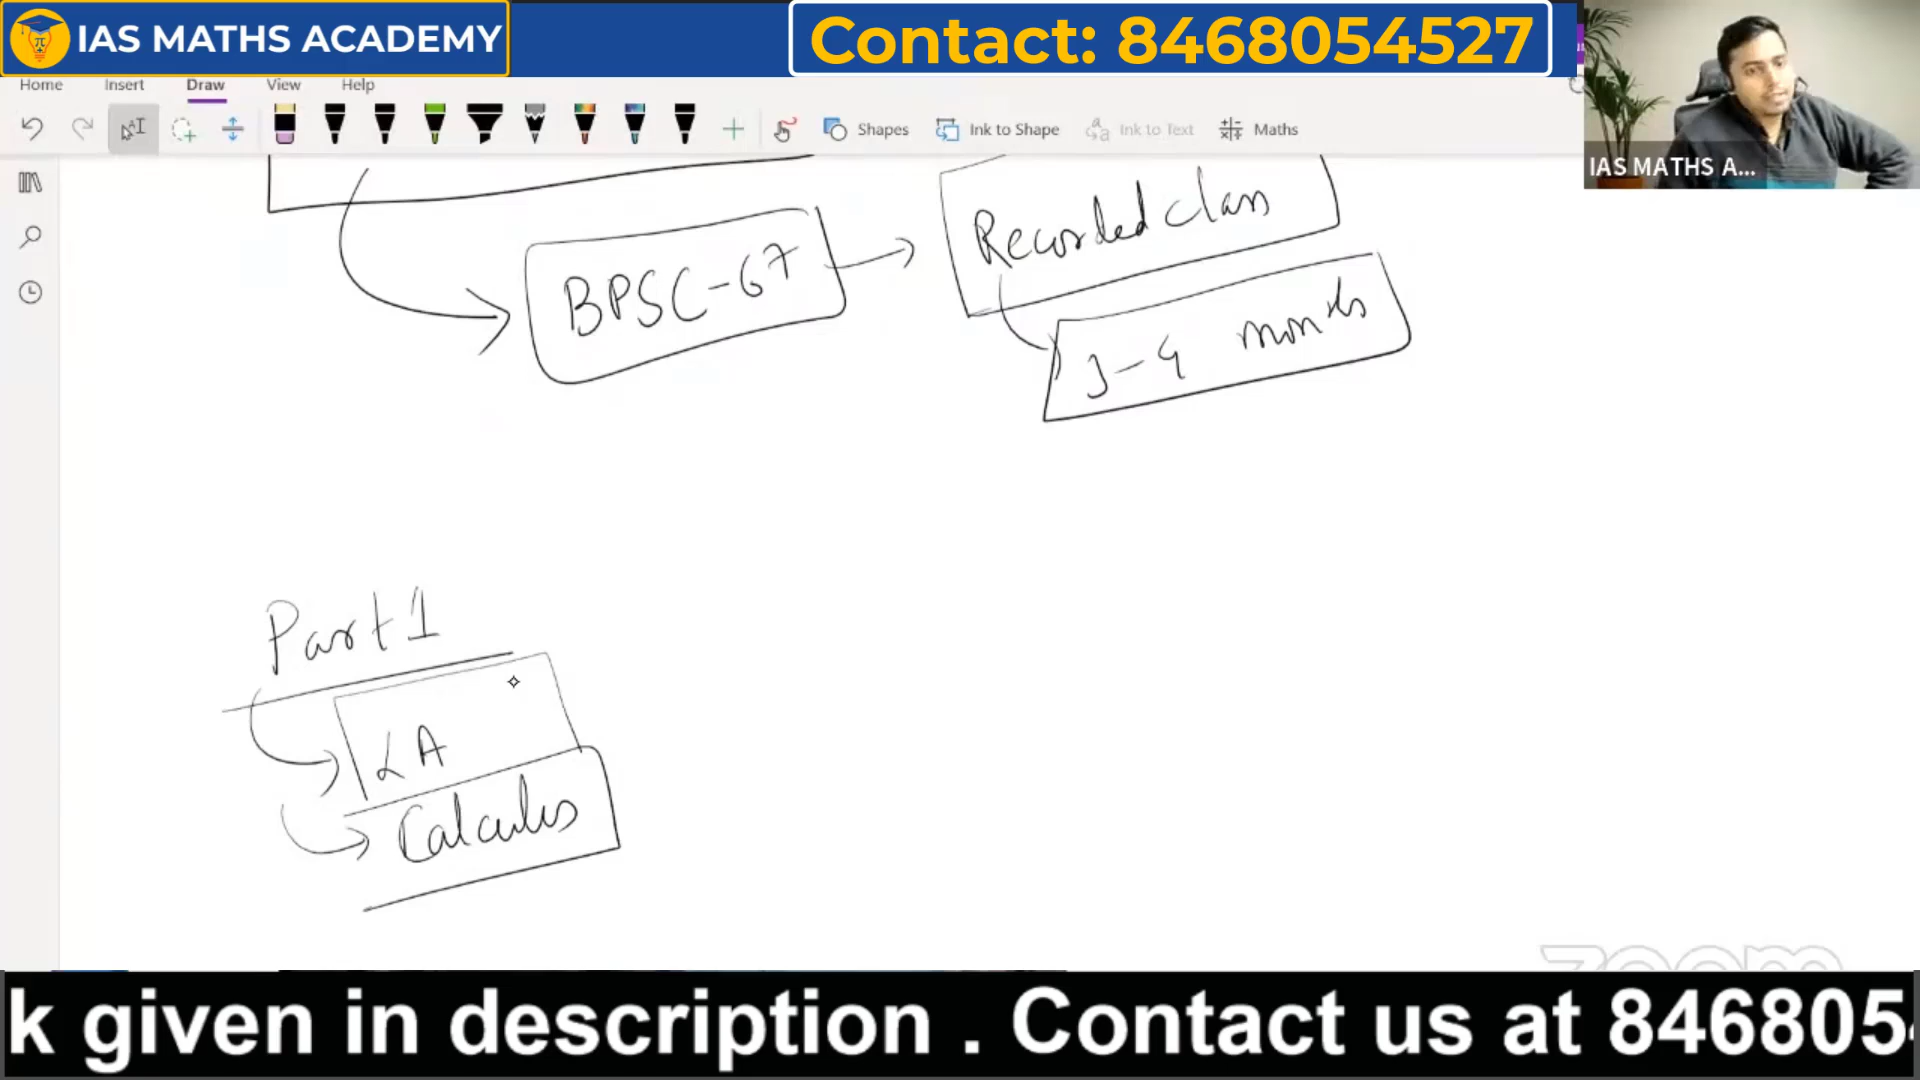 IAS MATHS ACADEMY
Contact: 8468054527
Home Insert Draw View Help
Shapes Ink to Shape Ink to Text Maths
IAS MATHS A...
Recorded class
BPSC-67
3-4 months
Part 1
LA
Calculus
zoom
k given in description . Contact us at 846805